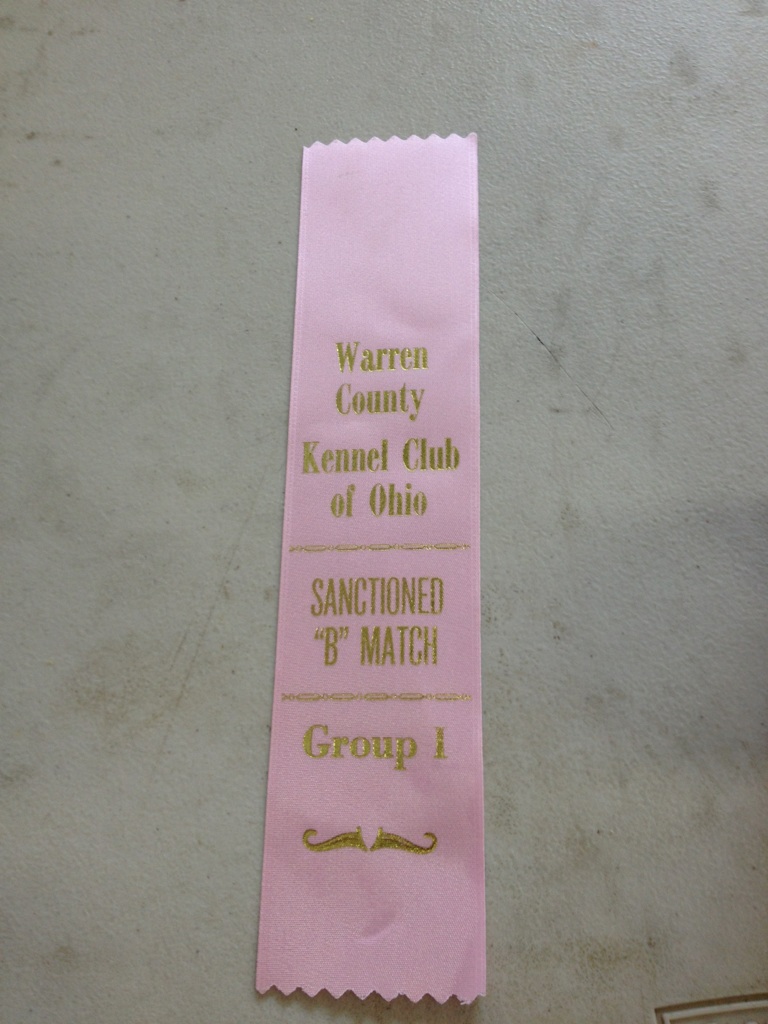 Warren
County
Kennel Club
of Ohio
SANCTIONED
"B" MATCH
Group 1